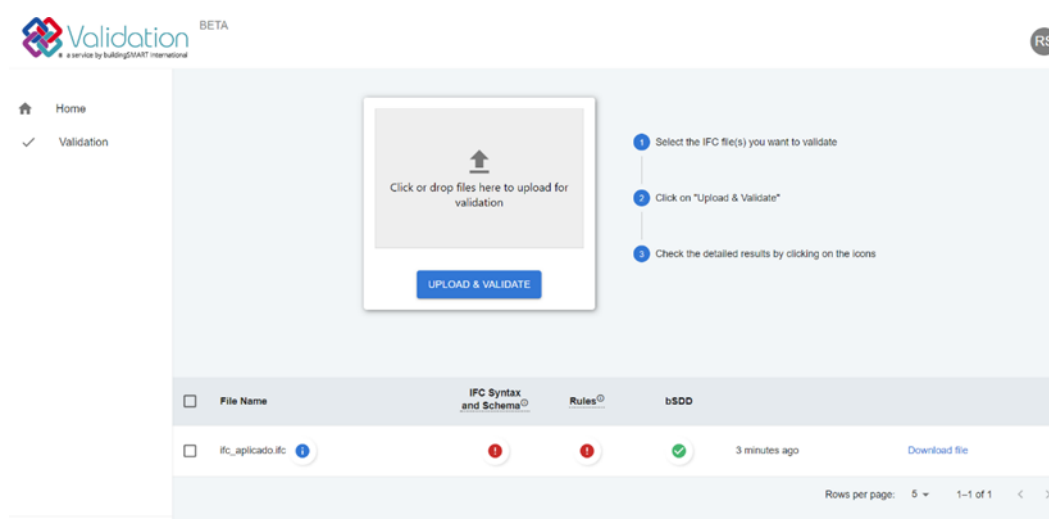 Validation
BETA
a service by buildingSMART international
RS
Home
Validation
Click or drop files here to upload for
validation
UPLOAD & VALIDATE
1 Select the IFC file(s) you want to validate
2 Click on "Upload & Validate"
3 Check the detailed results by clicking on the icons
File Name
IFC Syntax
and Schema
Rules
bSDD
ifc_aplicado.ifc
3 minutes ago
Download file
Rows per page: 5
1–1 of 1